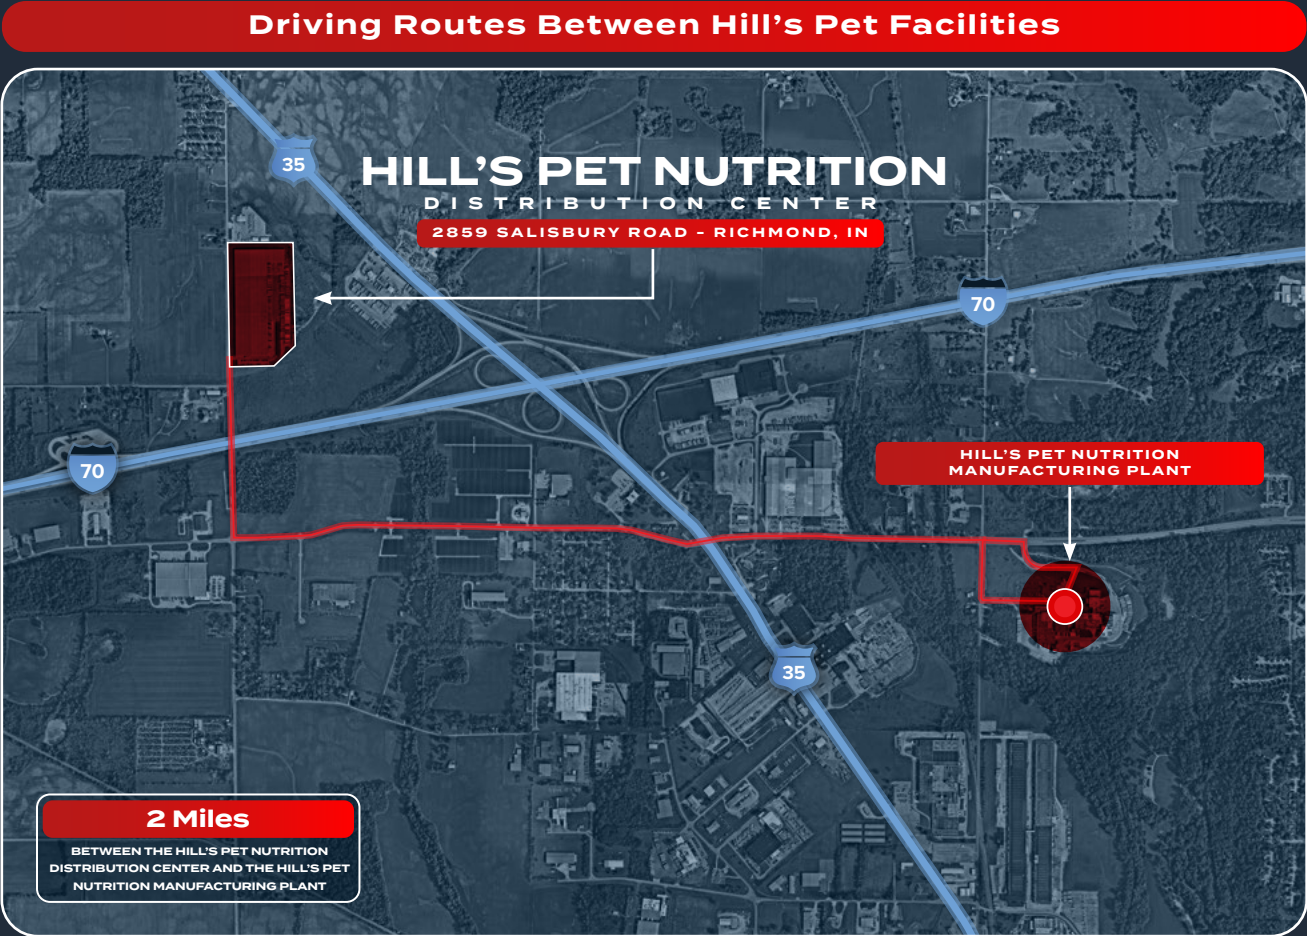 Driving Routes Between Hill's Pet Facilities
35
HILL'S PET NUTRITION
DISTRIBUTION CENTER
2859 SALISBURY ROAD - RICHMOND, IN
70
HILL'S PET NUTRITION
MANUFACTURING PLANT
70
35
2 Miles
BETWEEN THE HILL'S PET NUTRITION
DISTRIBUTION CENTER AND THE HILL'S PET
NUTRITION MANUFACTURING PLANT